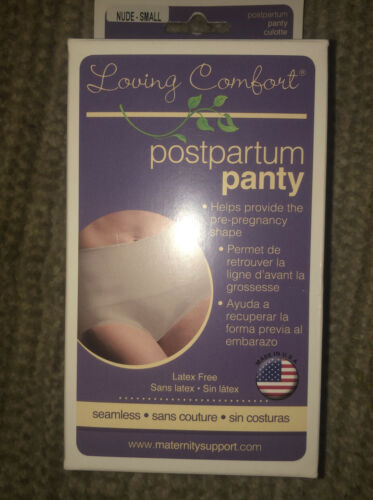 NUDE - SMALL
postpartum
panty
culotte
Loving Comfort®
postpartum
panty
• Helps provide the
pre-pregnancy
shape
• Permet de
retrouver la
ligne d'avant la
grossesse
• Ayuda a
recuperar la
forma previa al
embarazo
MADE IN U.S.A.
Latex Free
Sans latex • Sin látex
seamless • sans couture • sin costuras
www.maternitysupport.com